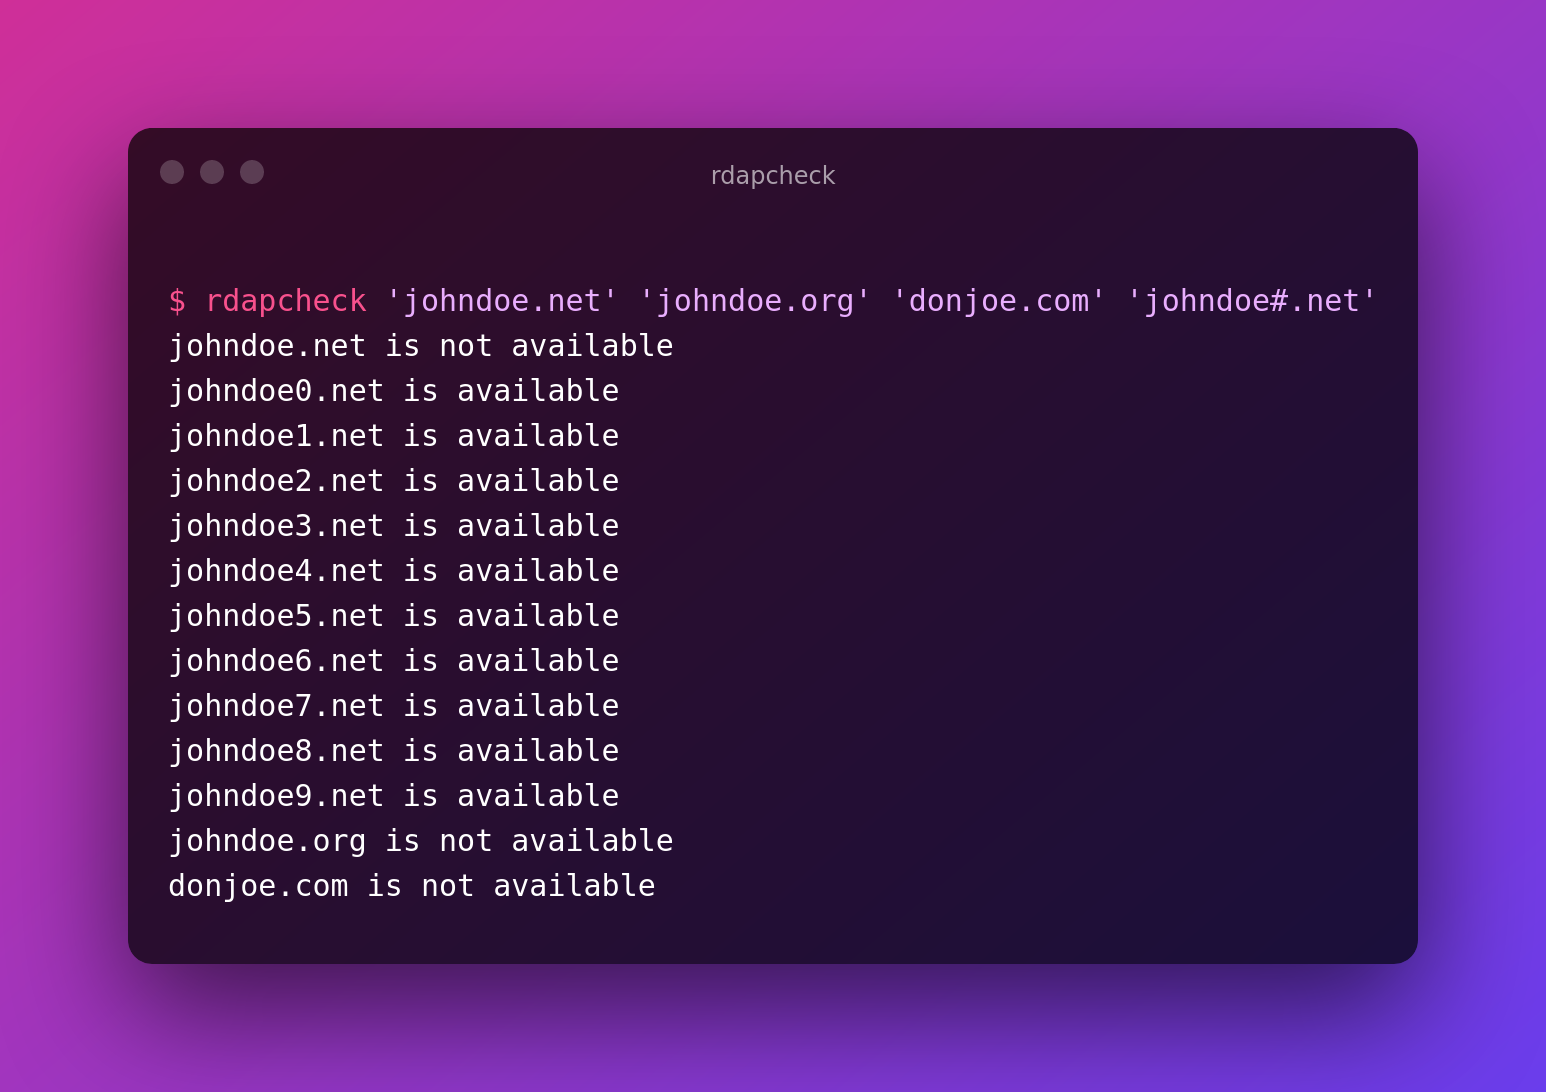 rdapcheck
$ rdapcheck 'johndoe.net' 'johndoe.org' 'donjoe.com' 'johndoe#.net'
johndoe.net is not available
johndoe0.net is available
johndoe1.net is available
johndoe2.net is available
johndoe3.net is available
johndoe4.net is available
johndoe5.net is available
johndoe6.net is available
johndoe7.net is available
johndoe8.net is available
johndoe9.net is available
johndoe.org is not available
donjoe.com is not available